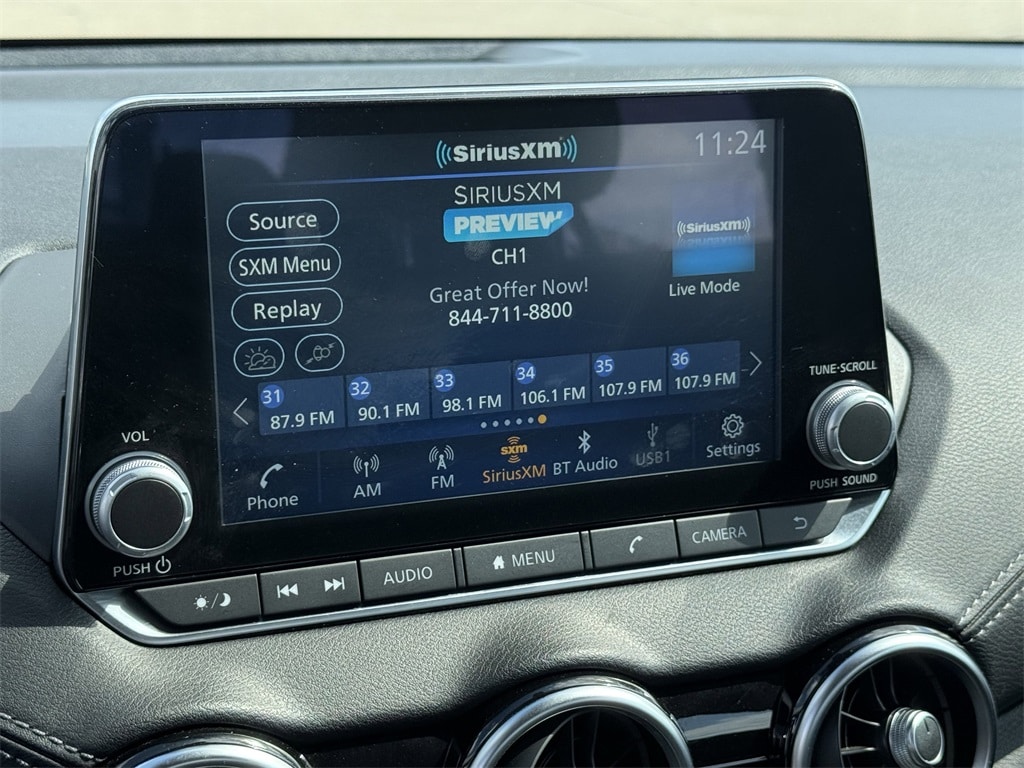 SiriusXM
11:24
SIRIUSXM
PREVIEW
CH1
Great Offer Now!
844-711-8800
Source
SXM Menu
Replay
SiriusXM
Live Mode
31 32 33 34 35 36
87.9 FM 90.1 FM 98.1 FM 106.1 FM 107.9 FM 107.9 FM
sxm
Phone AM FM SiriusXM BT Audio USB1 Settings
VOL
PUSH
TUNE·SCROLL
PUSH SOUND
AUDIO MENU CAMERA